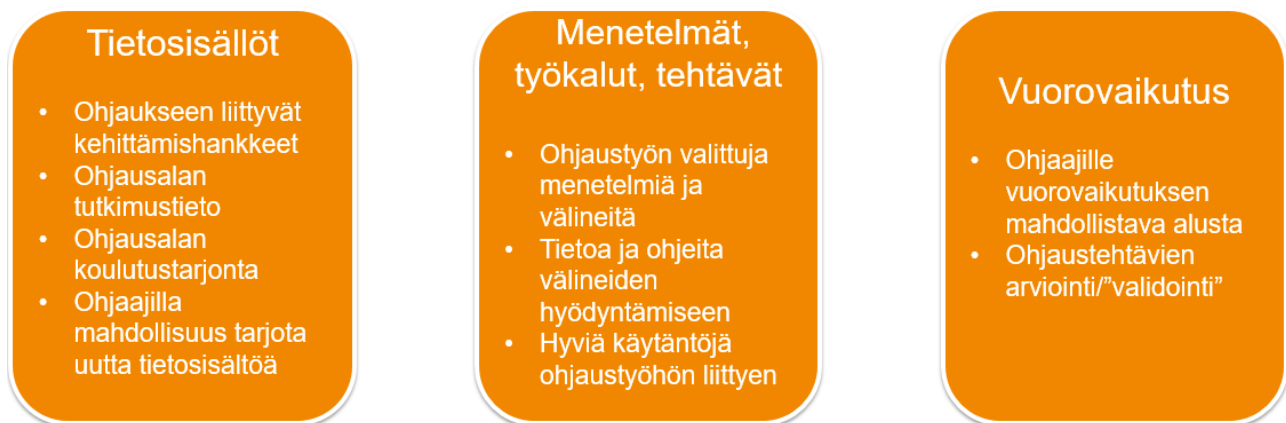 Tietosisällöt
• Ohjaukseen liittyvät
kehittämishankkeet
• Ohjausalan
tutkimustieto
• Ohjausalan
koulutustarjonta
• Ohjaajilla
mahdollisuus tarjota
uutta tietosisältöä
Menetelmät,
työkalut, tehtävät
• Ohjaustyön valittuja
menetelmiä ja
välineitä
• Tietoa ja ohjeita
välineiden
hyödyntämiseen
• Hyviä käytäntöjä
ohjaustyöhön liittyen
Vuorovaikutus
• Ohjaajille
vuorovaikutuksen
mahdollistava alusta
• Ohjaustehtävien
arviointi/”validointi”